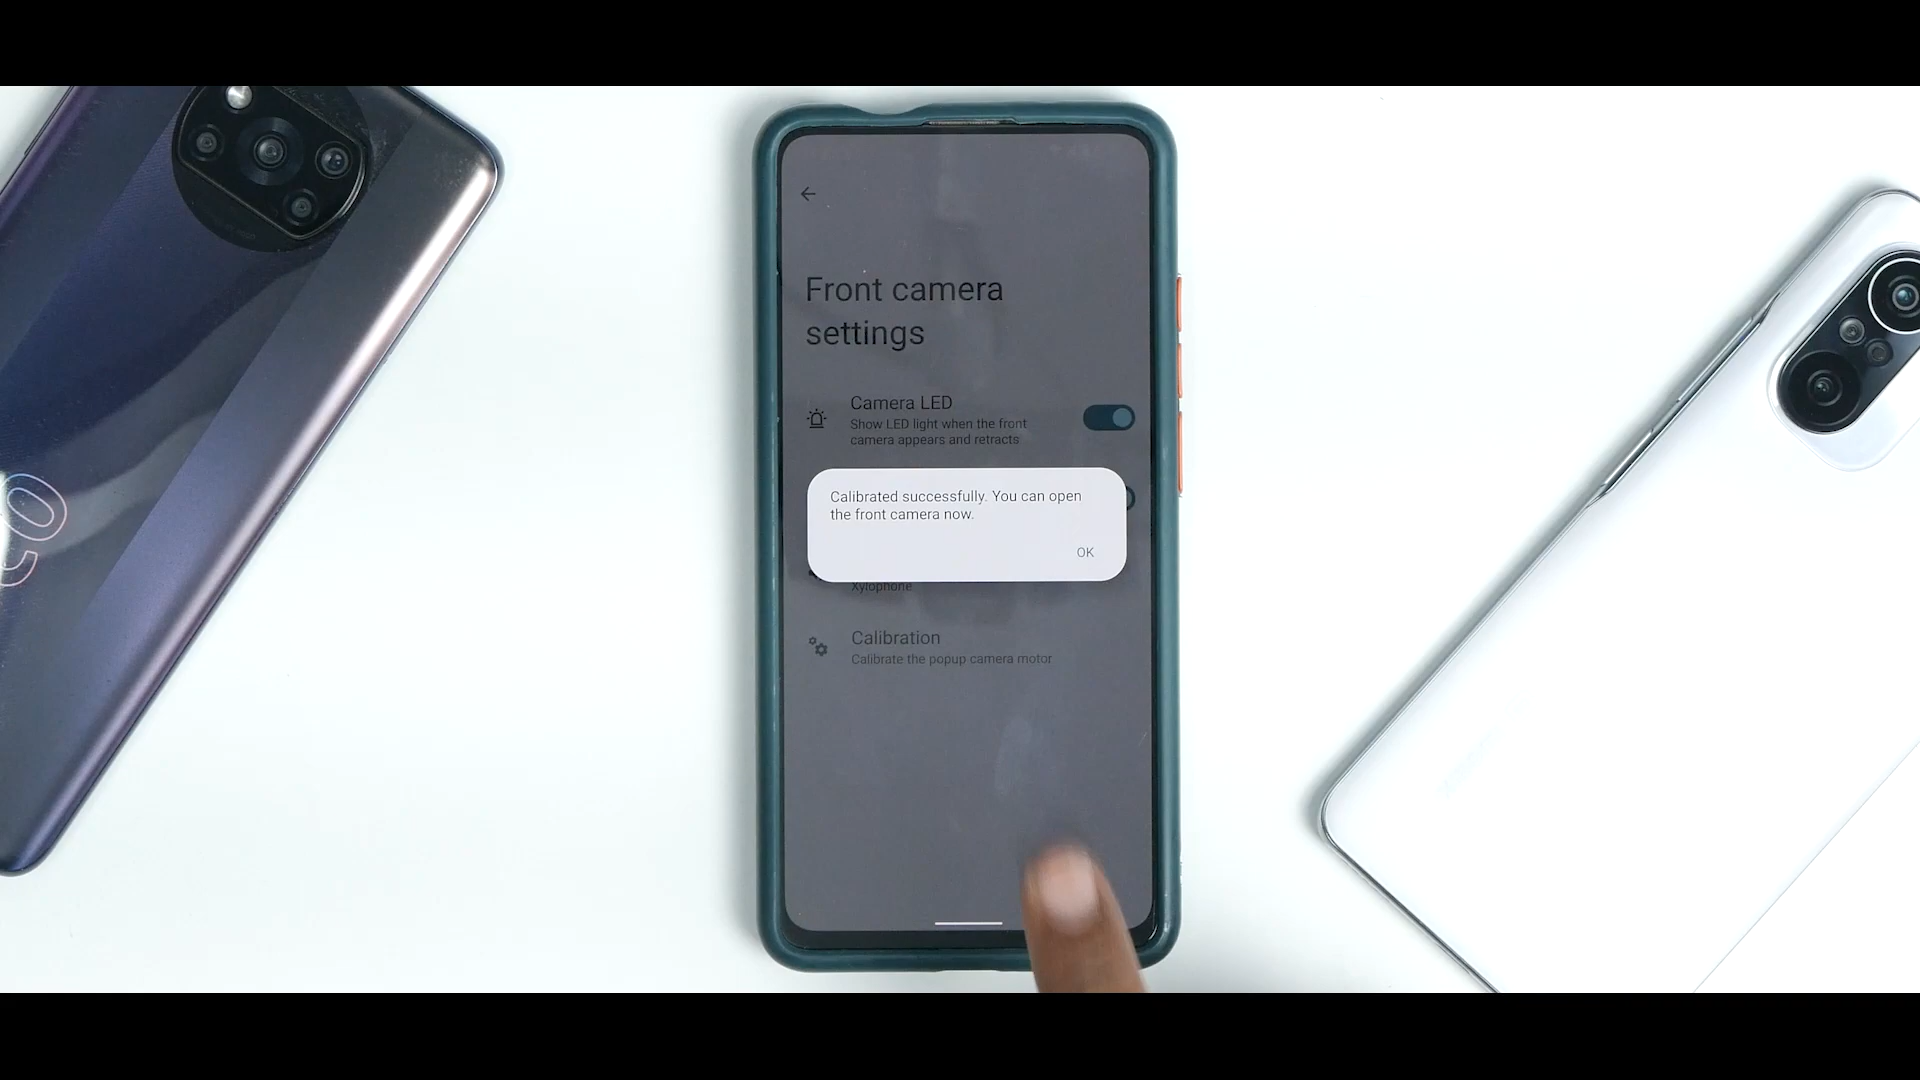 Front camera
settings
Camera LED
Show LED light when the front
camera appears and retracts
Calibrated successfully. You can open
the front camera now.
OK
Xylophone
Calibration
Calibrate the popup camera motor